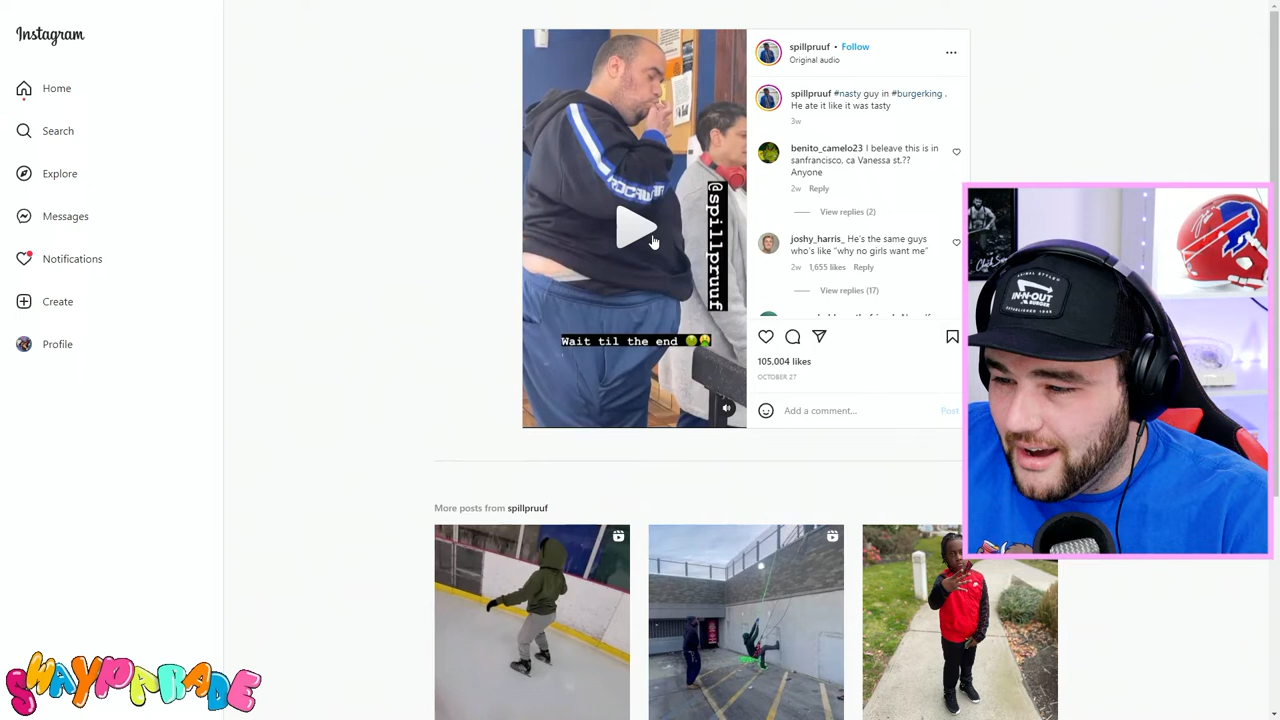 Instagram
Home
Search
Explore
Messages
Notifications
Create
Profile
@spillpruuf
Wait til the end
spillpruuf • Follow
Original audio
spillpruuf #nasty guy in #burgerking .
He ate it like it was tasty
3w
benito_camelo23 I beleave this is in
sanfrancisco, ca Vanessa st.??
Anyone
2w Reply
View replies (2)
joshy_harris_ He's the same guys
who's like “why no girls want me”
2w 1,655 likes Reply
View replies (17)
105,004 likes
OCTOBER 27
Add a comment...
Post
More posts from spillpruuf
IN-N-OUT
BURGER
SWAYPARADE